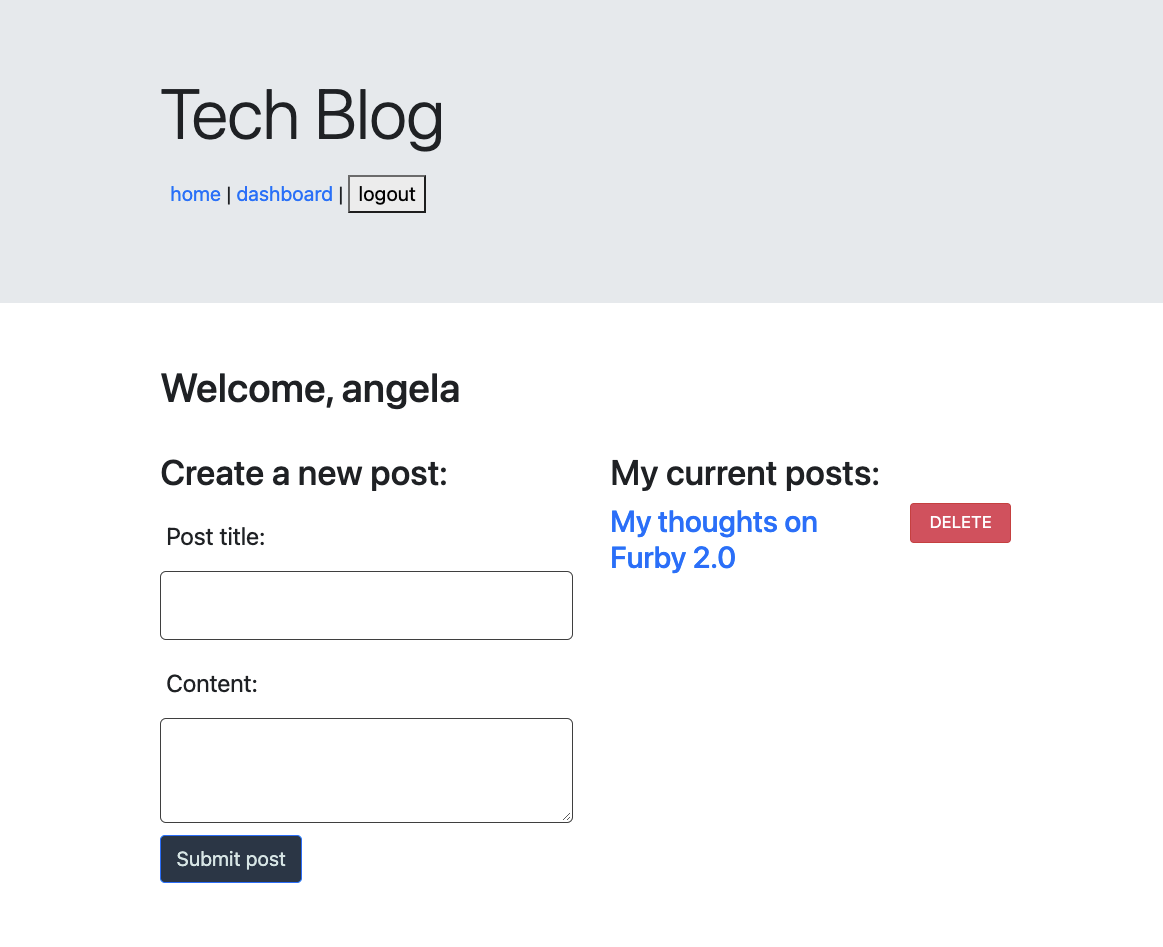 Tech Blog
home | dashboard | logout
Welcome, angela
Create a new post:
Post title:
Content:
Submit post
My current posts:
My thoughts on
Furby 2.0
DELETE